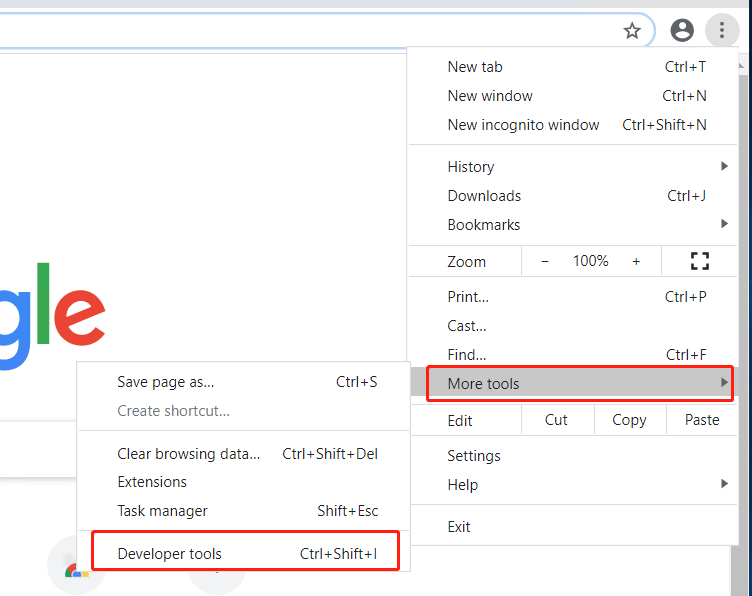 New tab Ctrl+T
New window Ctrl+N
New incognito window Ctrl+Shift+N
History
Downloads Ctrl+J
Bookmarks
Zoom − 100% +
Print... Ctrl+P
Cast...
Find... Ctrl+F
More tools
Edit Cut Copy Paste
Settings
Help
Exit
gle
Save page as... Ctrl+S
Create shortcut...
Clear browsing data... Ctrl+Shift+Del
Extensions
Task manager Shift+Esc
Developer tools Ctrl+Shift+I